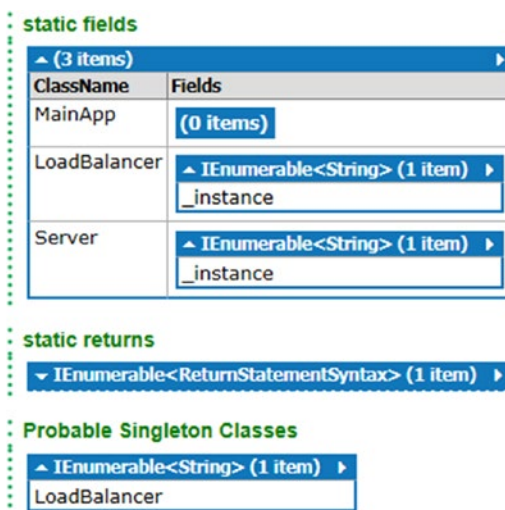 static fields
(3 items)
ClassName Fields
MainApp (0 items)
LoadBalancer IEnumerable<String> (1 item)
_instance
Server IEnumerable<String> (1 item)
_instance
static returns
IEnumerable<ReturnStatementSyntax> (1 item)
Probable Singleton Classes
IEnumerable<String> (1 item)
LoadBalancer